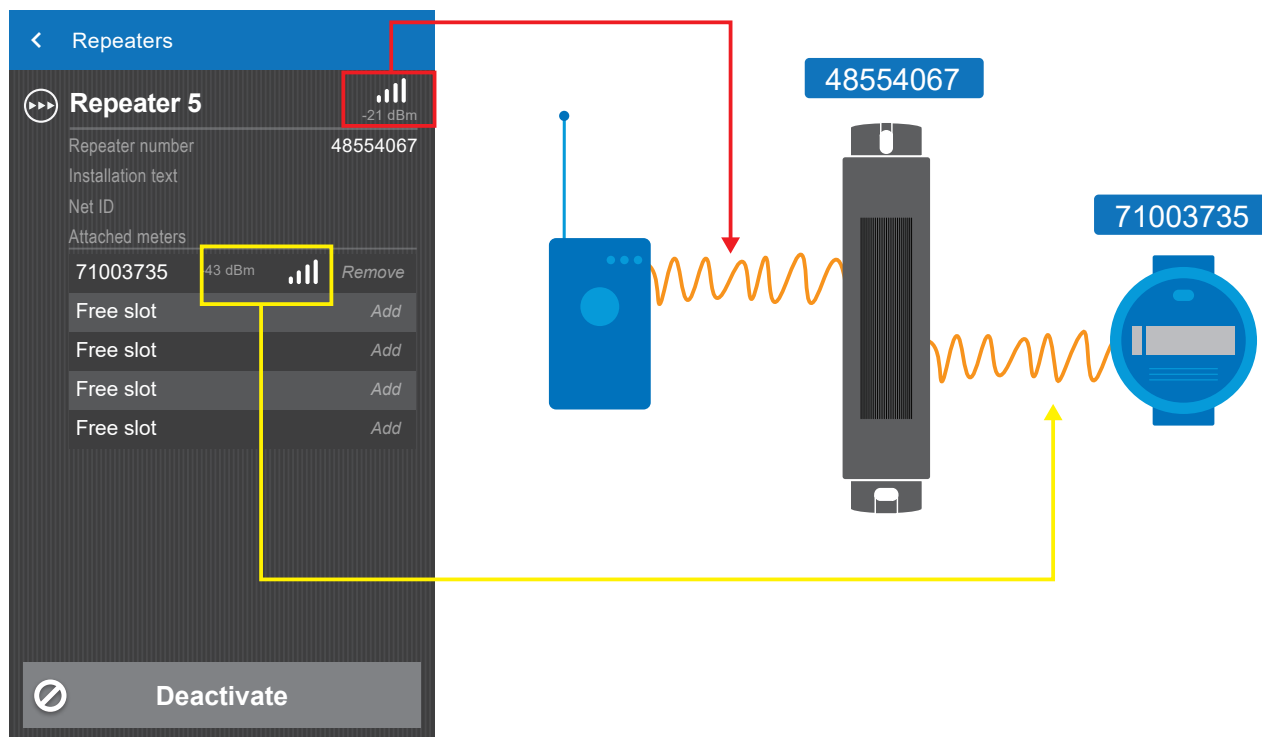 Repeaters
Repeater 5
-21 dBm
Repeater number 48554067
Installation text
Net ID
Attached meters
71003735 -43 dBm Remove
Free slot Add
Free slot Add
Free slot Add
Free slot Add
Deactivate
48554067
71003735